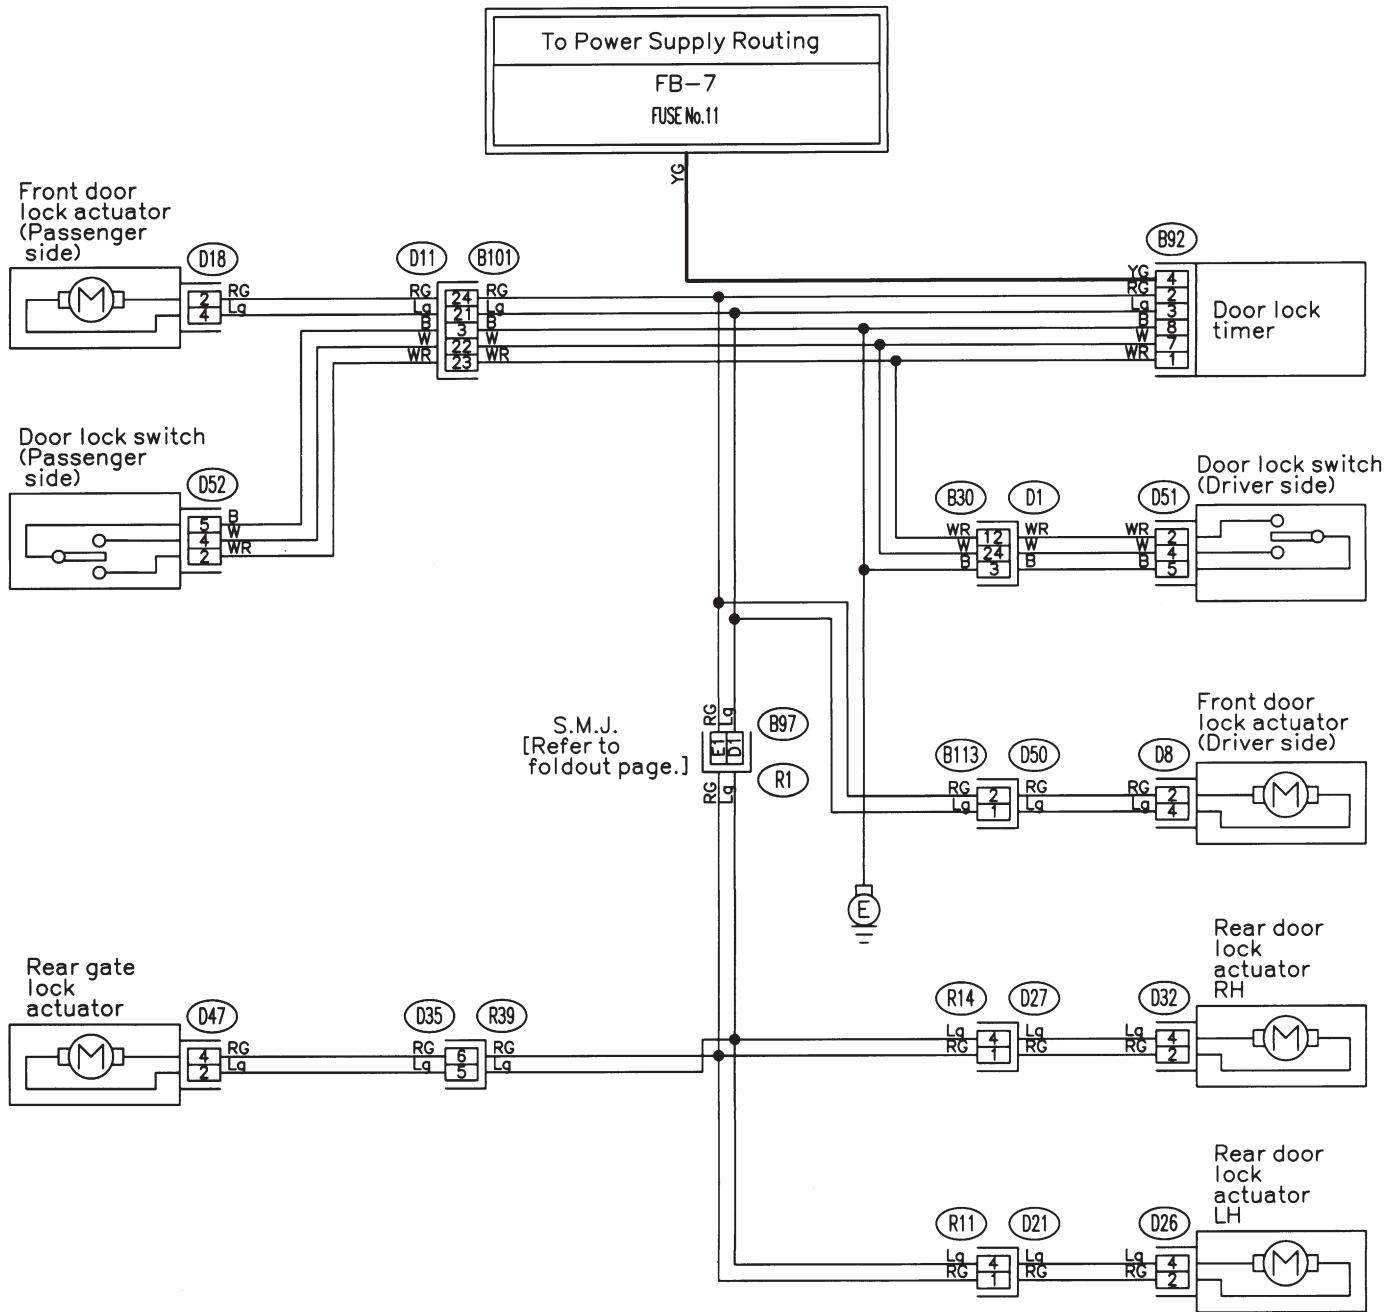 To Power Supply Routing
FB-7
FUSE No.11
YG
Front door
lock actuator
(Passenger
side)
D18
D11
B101
B92
2 RG
4 Lg
RG 24 RG
Lg 21 Lg
B 3 B
W 22 W
WR 23 WR
YG 4
RG 2
Lg 3
B 8
W 7
WR 1
Door lock
timer
Door lock switch
(Passenger
side)
D52
5 B
4 W
2 WR
Door lock switch
(Driver side)
B30
D1
D51
WR 12 WR
W 24 W
B 3 B
WR 2
W 4
B 5
S.M.J.
[Refer to
foldout page.]
RG Lg
E1 D1
RG Lg
B97
R1
Front door
lock actuator
(Driver side)
B113
D50
D8
RG 2 RG
Lg 1 Lg
RG 2
Lg 4
E
Rear gate
lock
actuator
D47
D35
R39
4 RG
2 Lg
RG 6 RG
Lg 5 Lg
Rear door
lock
actuator
RH
R14
D27
D32
Lg 4 Lg
RG 1 RG
Lg 4
RG 2
Rear door
lock
actuator
LH
R11
D21
D26
Lg 4 Lg
RG 1 RG
Lg 4
RG 2
M
M
M
M
M